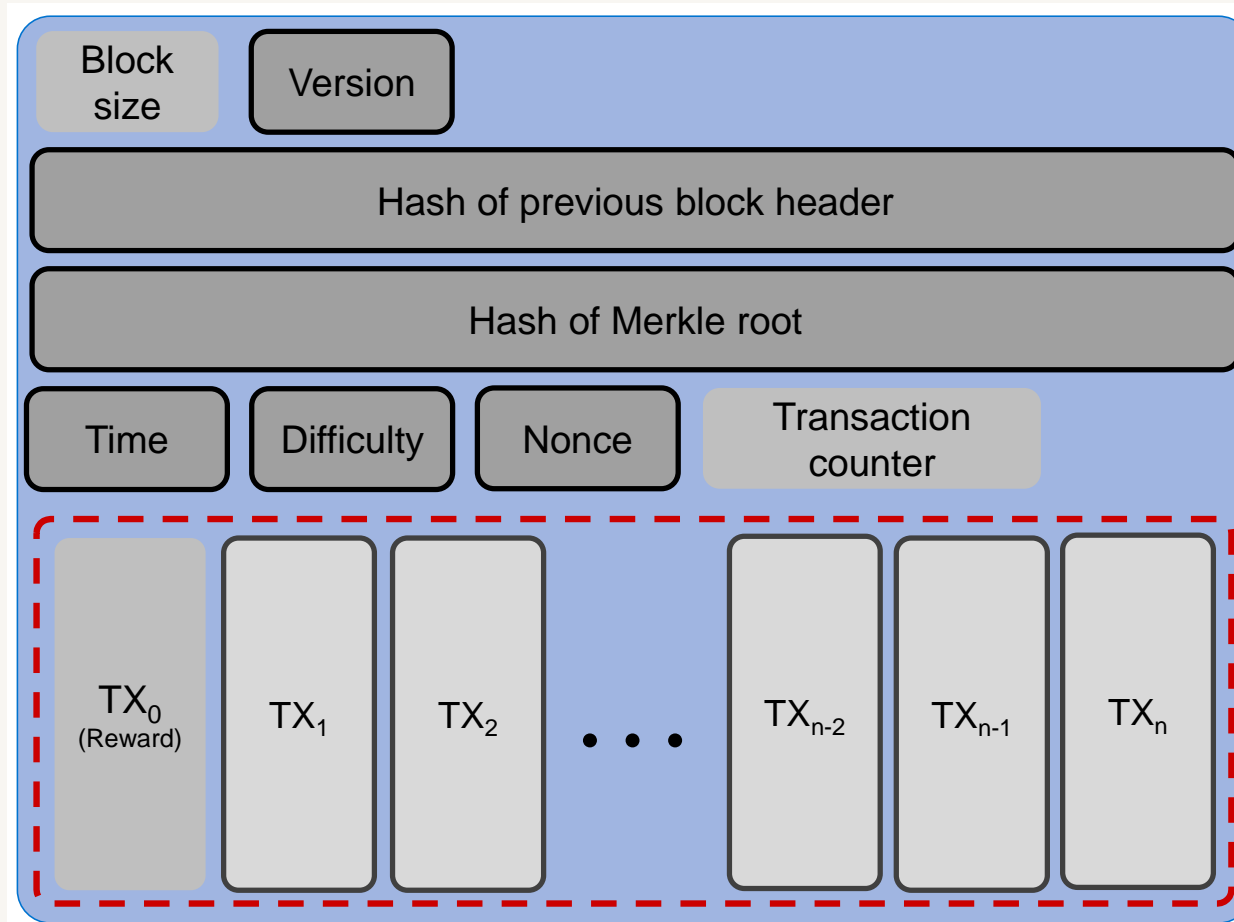 Block
size
Version
Hash of previous block header
Hash of Merkle root
Time
Difficulty
Nonce
Transaction
counter
TX₀
(Reward)
TX₁
TX₂
• • •
TXₙ₋₂
TXₙ₋₁
TXₙ